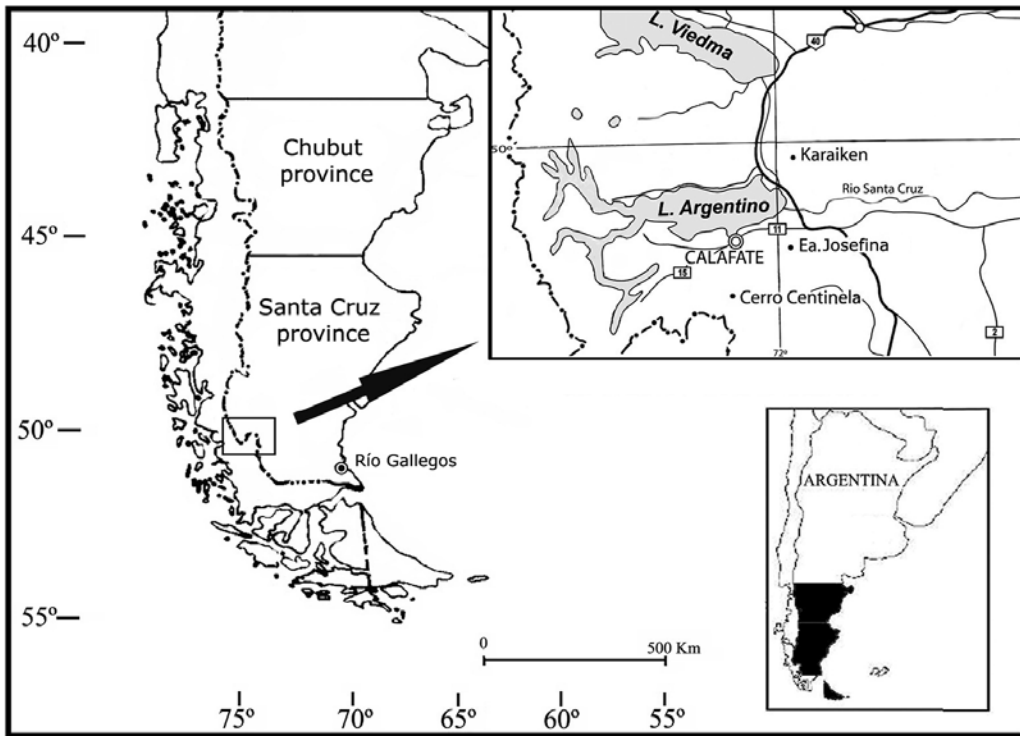 40º
45º
50º
55º
75º
70º
65º
60º
55º
Chubut
province
Santa Cruz
province
Río Gallegos
0
500 Km
L. Viedma
40
50º
Karaiken
Rio Santa Cruz
L. Argentino
11
CALAFATE
Ea. Josefina
15
Cerro Centinela
2
72º
ARGENTINA